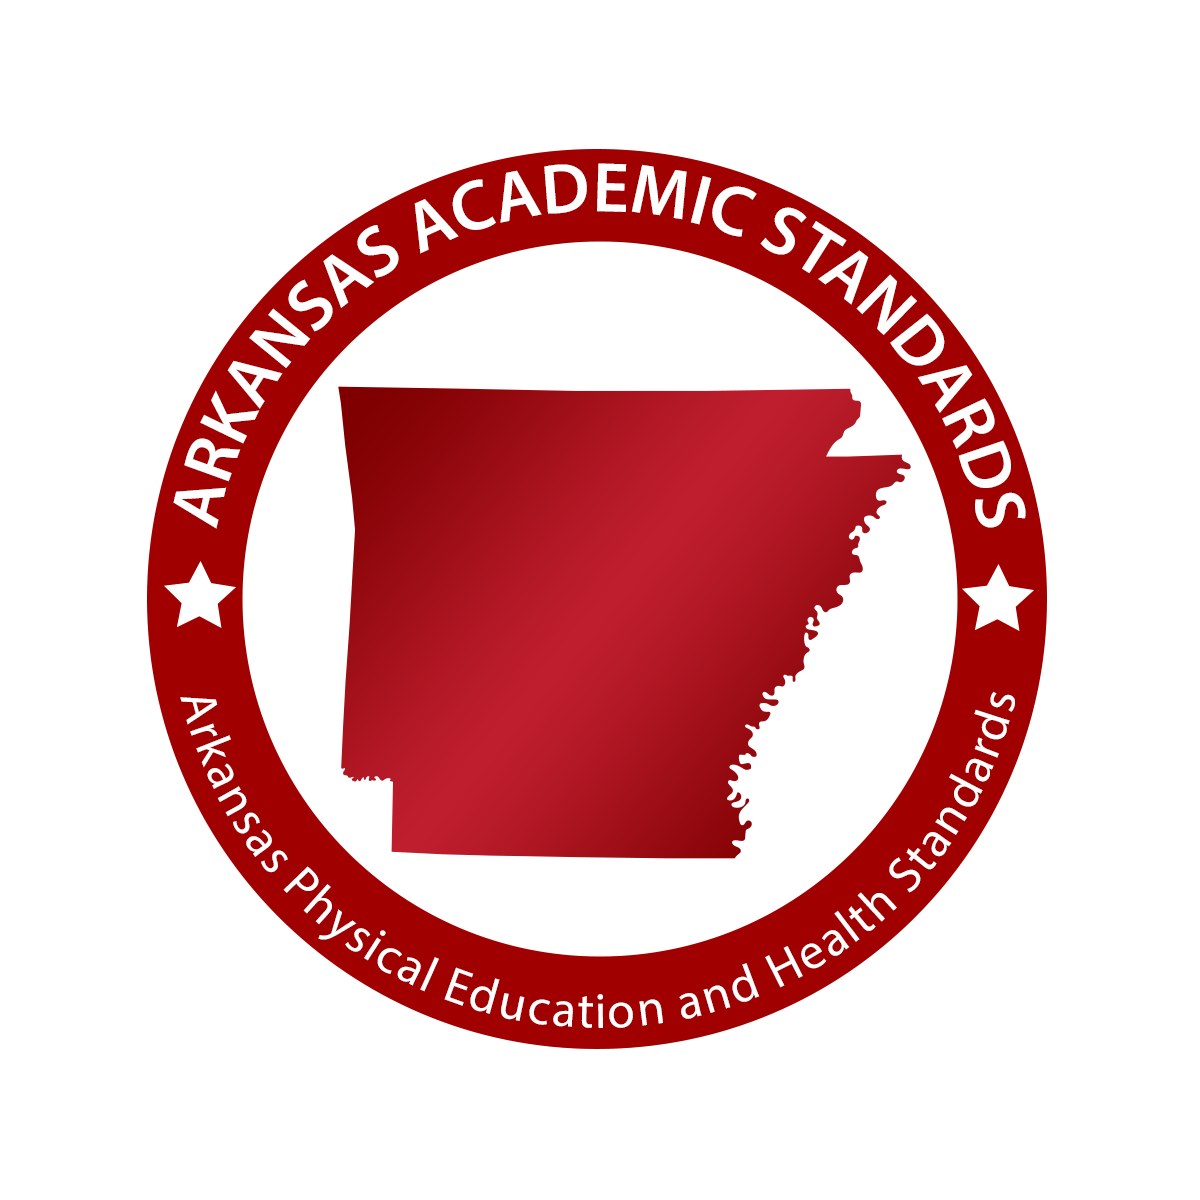 ARKANSAS ACADEMIC STANDARDS
Arkansas Physical Education and Health Standards